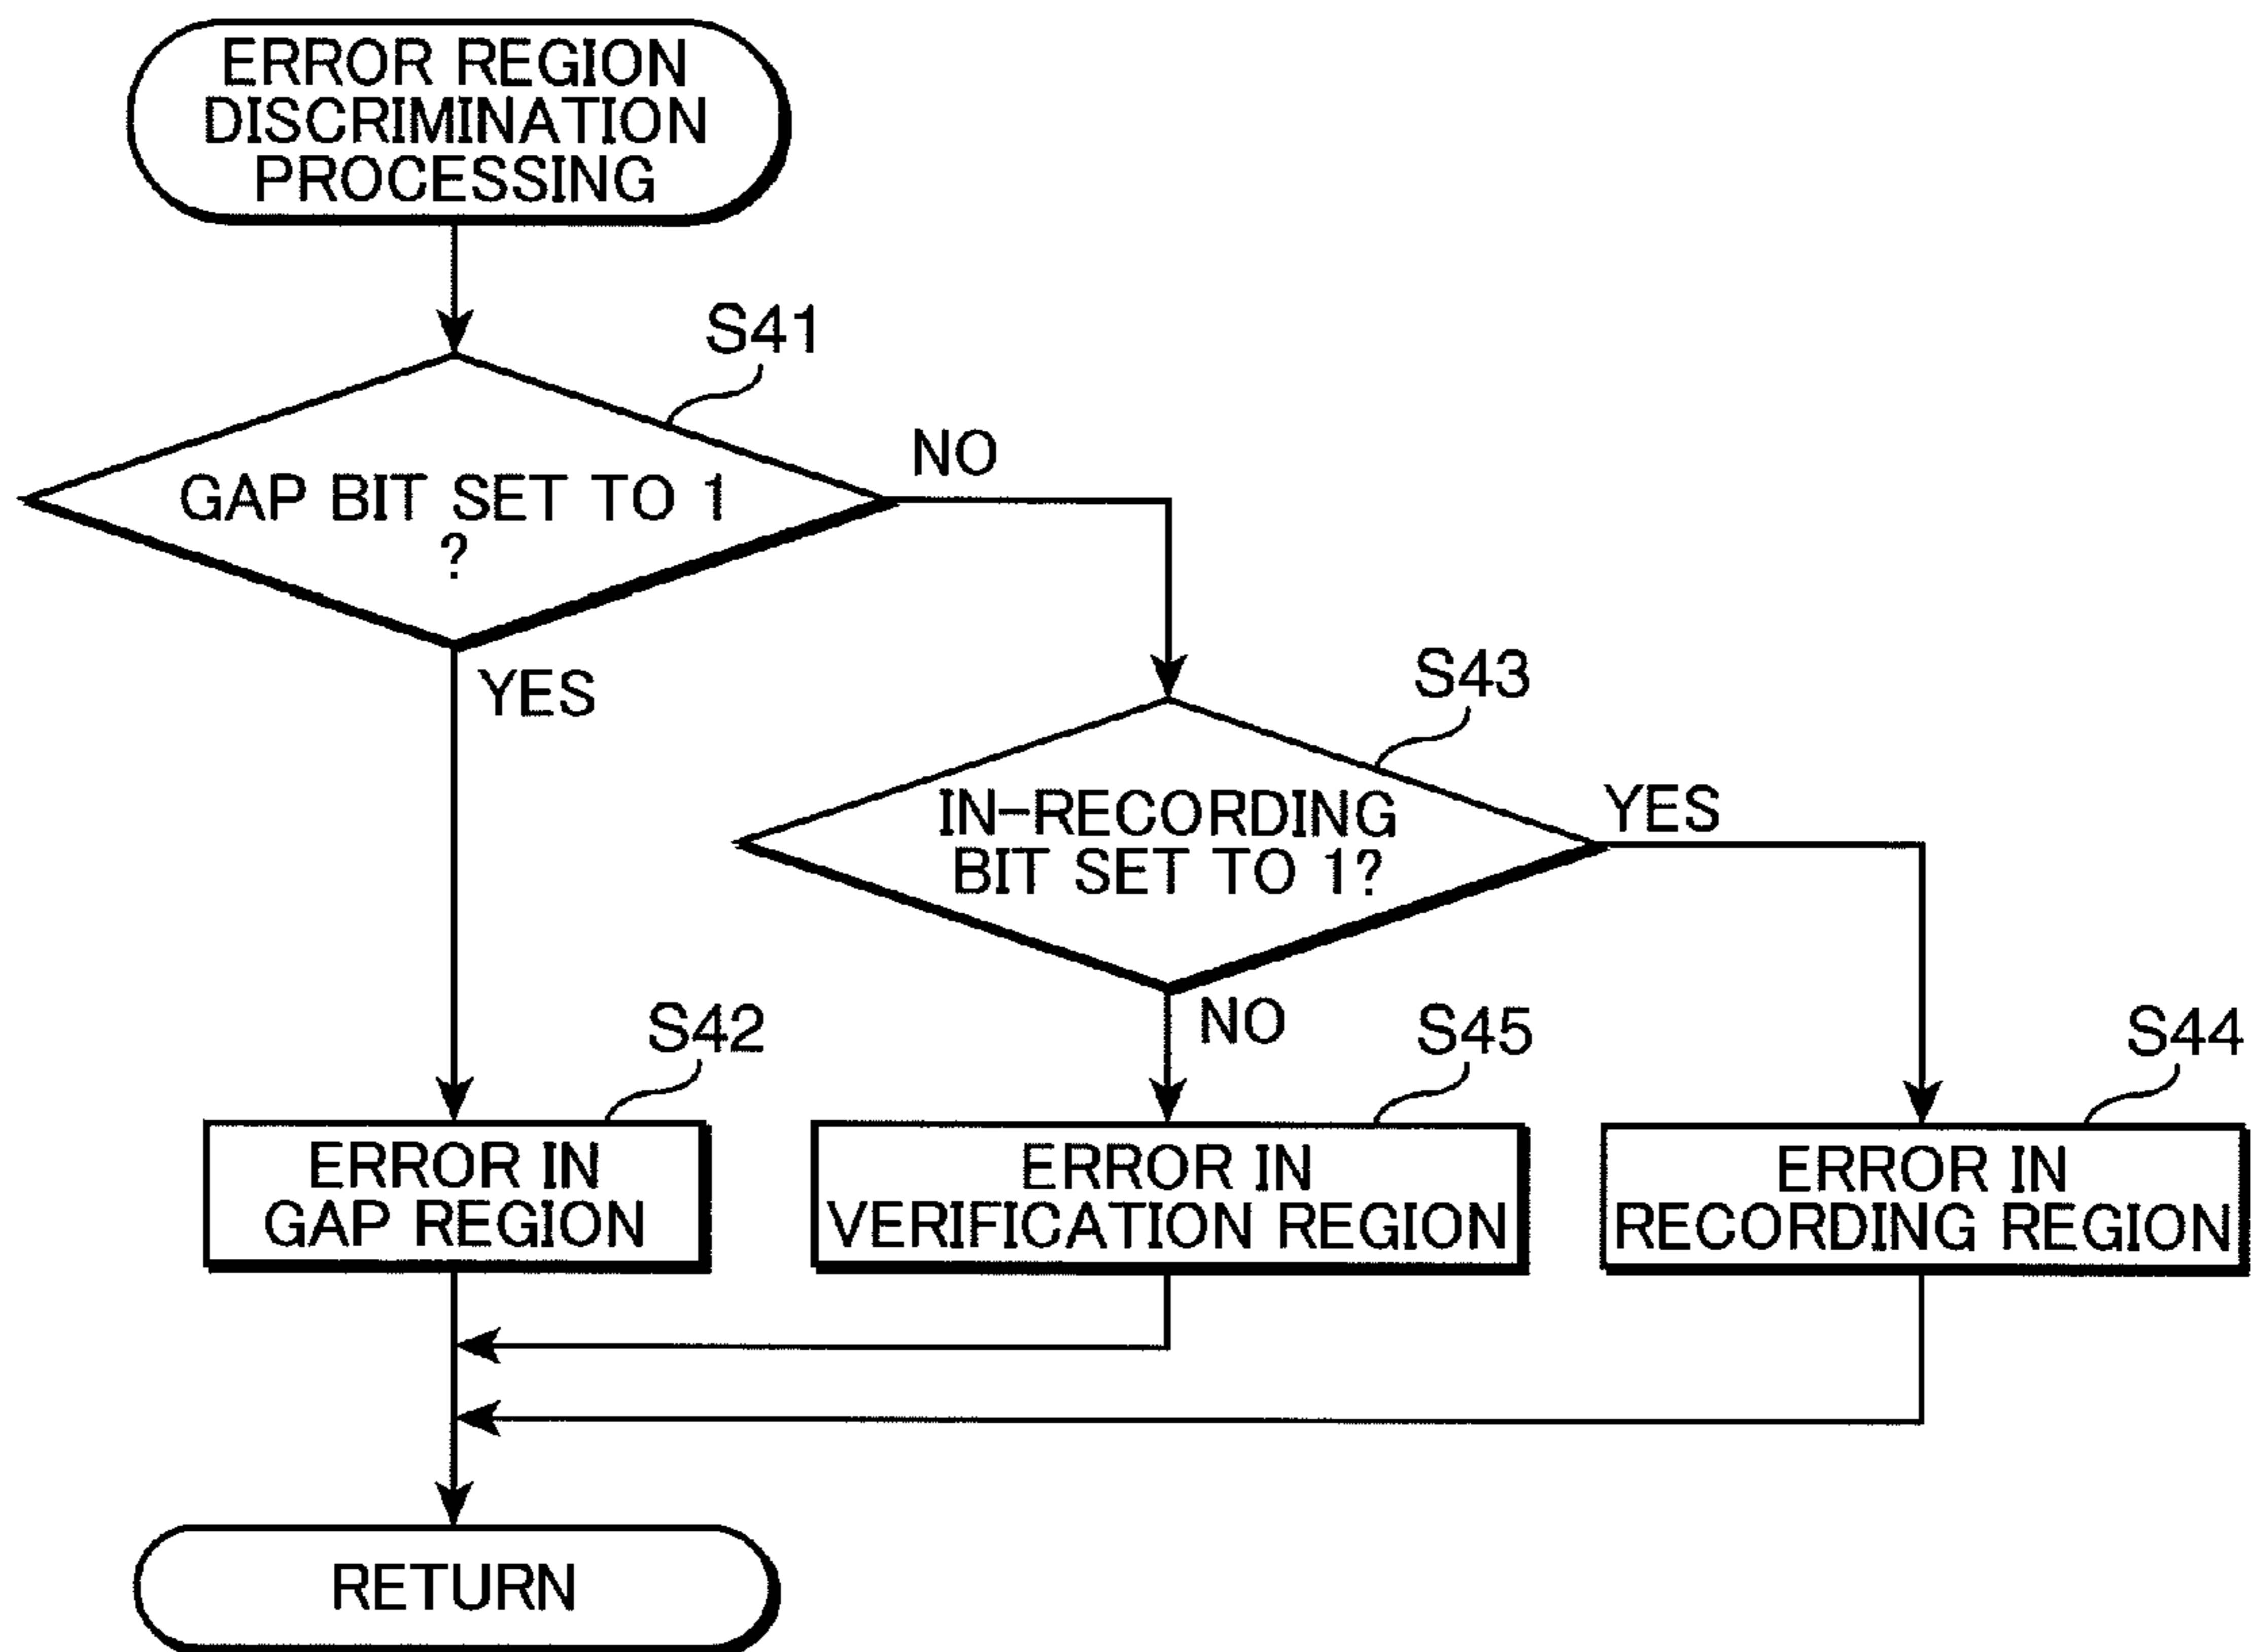 ERROR REGION
DISCRIMINATION
PROCESSING
S41
GAP BIT SET TO 1
?
NO
YES
S43
IN-RECORDING
BIT SET TO 1?
YES
NO
S42
ERROR IN
GAP REGION
S45
ERROR IN
VERIFICATION REGION
S44
ERROR IN
RECORDING REGION
RETURN